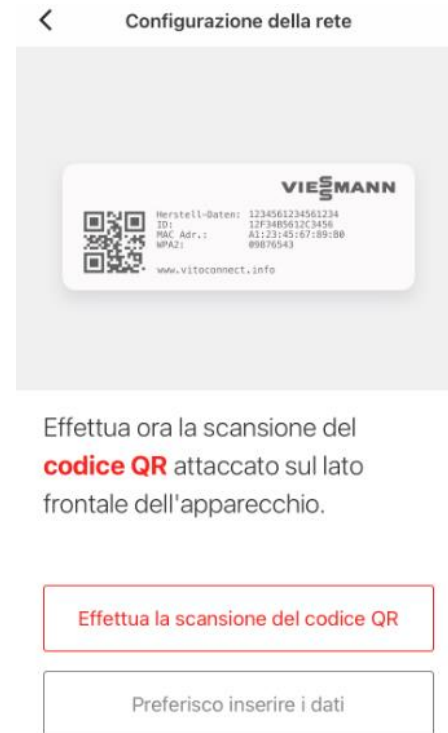 Configurazione della rete
VIESSMANN
Herstell-Daten: 1234561234561234
ID: 12F34B5612C3456
MAC Adr.: A1:23:45:67:89:B0
WPA2: 09876543
www.vitoconnect.info
Effettua ora la scansione del
codice QR attaccato sul lato
frontale dell'apparecchio.
Effettua la scansione del codice QR
Preferisco inserire i dati